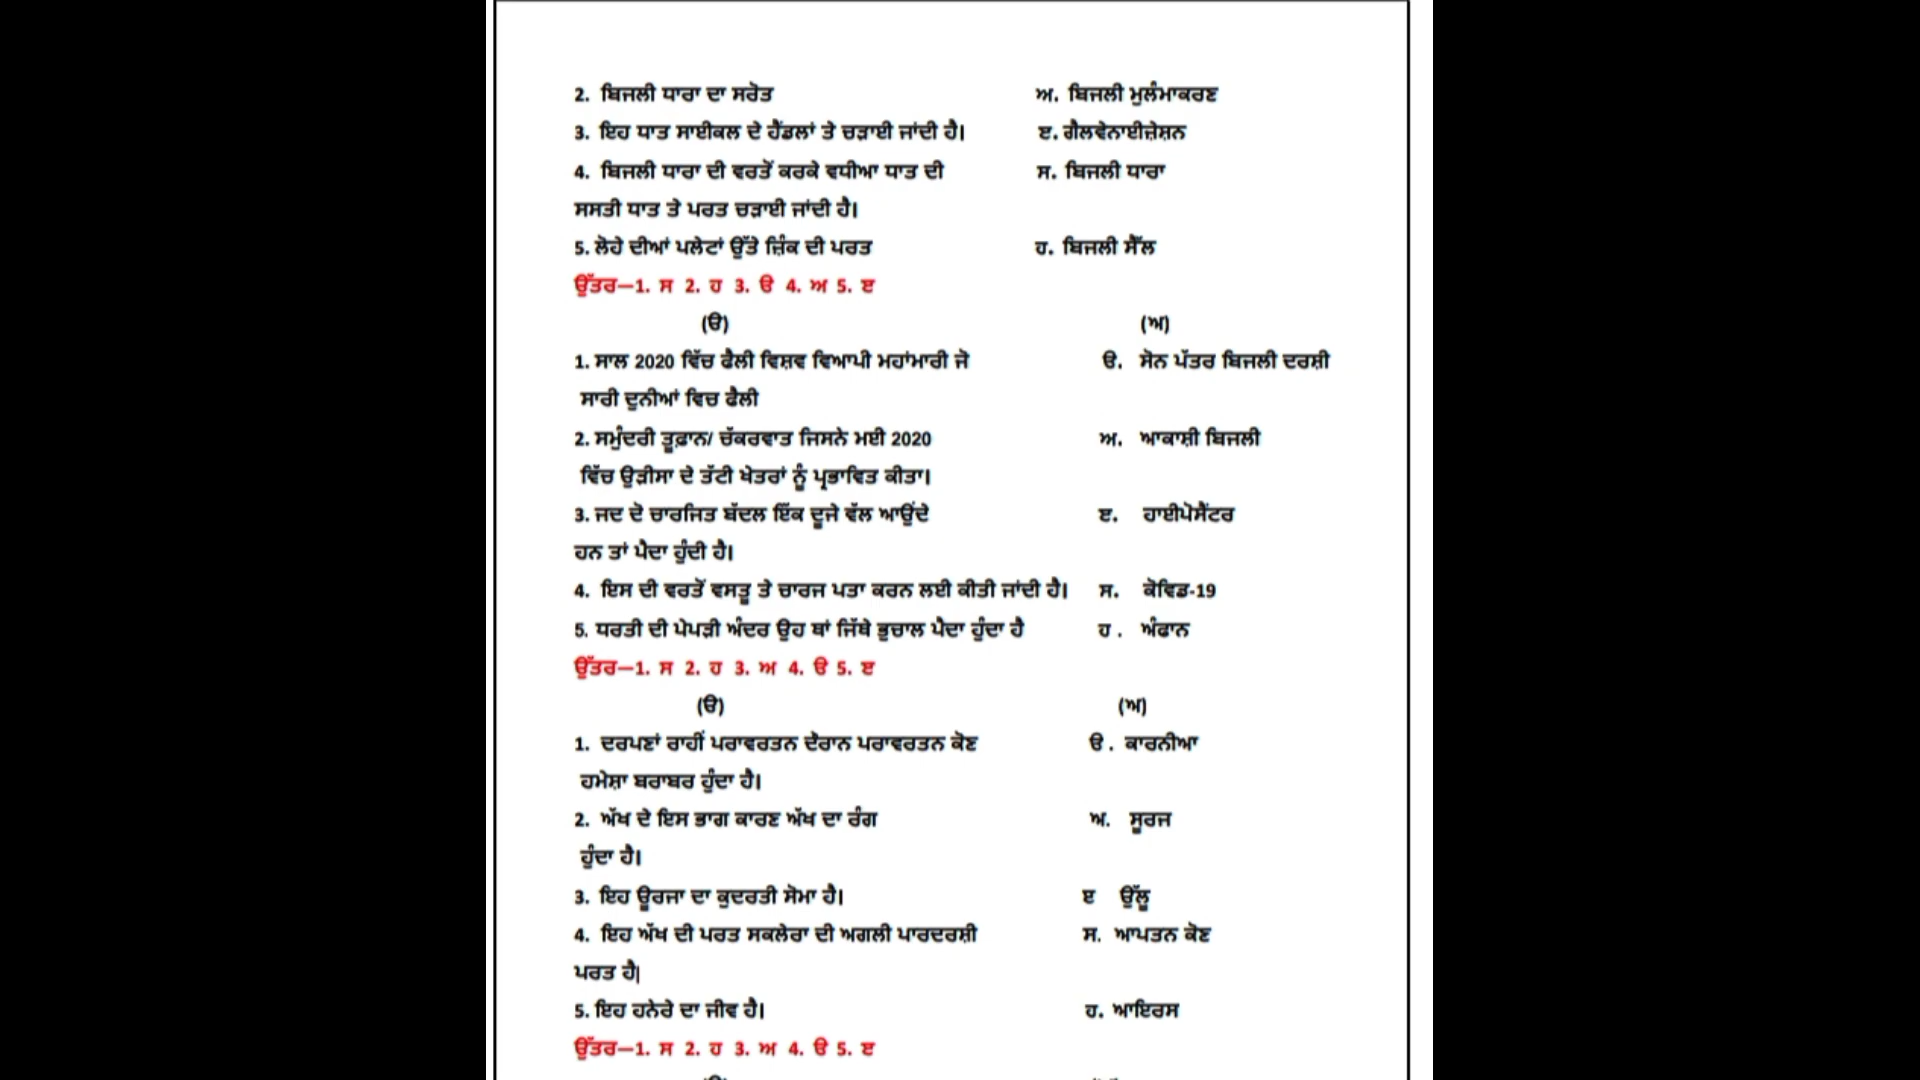 2. ਬਿਜਲੀ ਧਾਰਾ ਦਾ ਸਰੋਤ ਅ. ਬਿਜਲੀ ਮੁਲੰਮਾਕਰਣ
3. ਇਹ ਧਾਤ ਸਾਈਕਲ ਦੇ ਹੈਂਡਲਾਂ ਤੇ ਚੜਾਈ ਜਾਂਦੀ ਹੈ। ੲ. ਗੈਲਵੇਨਾਈਜ਼ੇਸ਼ਨ
4. ਬਿਜਲੀ ਧਾਰਾ ਦੀ ਵਰਤੋਂ ਕਰਕੇ ਵਧੀਆ ਧਾਤ ਦੀ ਸ. ਬਿਜਲੀ ਧਾਰਾ
ਸਸਤੀ ਧਾਤ ਤੇ ਪਰਤ ਚੜਾਈ ਜਾਂਦੀ ਹੈ।
5. ਲੋਹੇ ਦੀਆਂ ਪਲੇਟਾਂ ਉੱਤੇ ਜ਼ਿੰਕ ਦੀ ਪਰਤ ਹ. ਬਿਜਲੀ ਸੈੱਲ
ਉੱਤਰ—1. ਸ 2. ਹ 3. ੳ 4. ਅ 5. ੲ
(ੳ) (ਅ)
1. ਸਾਲ 2020 ਵਿੱਚ ਫੈਲੀ ਵਿਸ਼ਵ ਵਿਆਪੀ ਮਹਾਂਮਾਰੀ ਜੋ ੳ. ਸੋਨ ਪੱਤਰ ਬਿਜਲੀ ਦਰਸ਼ੀ
ਸਾਰੀ ਦੁਨੀਆਂ ਵਿਚ ਫੈਲੀ
2. ਸਮੁੰਦਰੀ ਤੂਫ਼ਾਨ/ ਚੱਕਰਵਾਤ ਜਿਸਨੇ ਮਈ 2020 ਅ. ਆਕਾਸ਼ੀ ਬਿਜਲੀ
ਵਿੱਚ ਉੜੀਸਾ ਦੇ ਤੱਟੀ ਖੇਤਰਾਂ ਨੂੰ ਪ੍ਰਭਾਵਿਤ ਕੀਤਾ।
3. ਜਦ ਦੋ ਚਾਰਜਿਤ ਬੱਦਲ ਇੱਕ ਦੂਜੇ ਵੱਲ ਆਉਂਦੇ ੲ. ਹਾਈਪੋਸੈਂਟਰ
ਹਨ ਤਾਂ ਪੈਦਾ ਹੁੰਦੀ ਹੈ।
4. ਇਸ ਦੀ ਵਰਤੋਂ ਵਸਤੂ ਤੇ ਚਾਰਜ ਪਤਾ ਕਰਨ ਲਈ ਕੀਤੀ ਜਾਂਦੀ ਹੈ। ਸ. ਕੋਵਿਡ-19
5. ਧਰਤੀ ਦੀ ਪੇਪੜੀ ਅੰਦਰ ਉਹ ਥਾਂ ਜਿੱਥੇ ਭੁਚਾਲ ਪੈਦਾ ਹੁੰਦਾ ਹੈ ਹ . ਅੰਫਾਨ
ਉੱਤਰ—1. ਸ 2. ਹ 3. ਅ 4. ੳ 5. ੲ
(ੳ) (ਅ)
1. ਦਰਪਣਾਂ ਰਾਹੀਂ ਪਰਾਵਰਤਨ ਦੌਰਾਨ ਪਰਾਵਰਤਨ ਕੋਣ ੳ . ਕਾਰਨੀਆ
ਹਮੇਸ਼ਾ ਬਰਾਬਰ ਹੁੰਦਾ ਹੈ।
2. ਅੱਖ ਦੇ ਇਸ ਭਾਗ ਕਾਰਣ ਅੱਖ ਦਾ ਰੰਗ ਅ. ਸੂਰਜ
ਹੁੰਦਾ ਹੈ।
3. ਇਹ ਊਰਜਾ ਦਾ ਕੁਦਰਤੀ ਸੋਮਾ ਹੈ। ੲ ਉੱਲੂ
4. ਇਹ ਅੱਖ ਦੀ ਪਰਤ ਸਕਲੇਰਾ ਦੀ ਅਗਲੀ ਪਾਰਦਰਸ਼ੀ ਸ. ਆਪਤਨ ਕੋਣ
ਪਰਤ ਹੈ|
5. ਇਹ ਹਨੇਰੇ ਦਾ ਜੀਵ ਹੈ। ਹ. ਆਇਰਸ
ਉੱਤਰ—1. ਸ 2. ਹ 3. ਅ 4. ੳ 5. ੲ